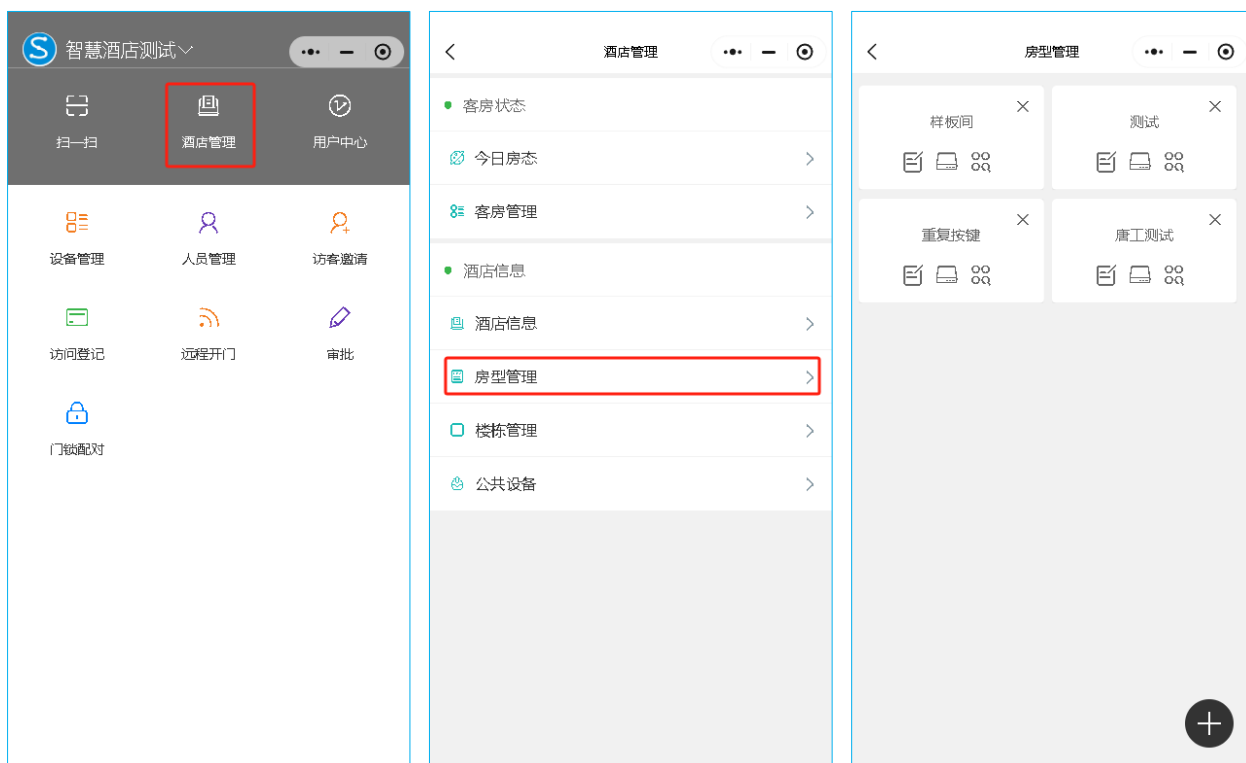 智慧酒店测试
扫一扫
酒店管理
用户中心
设备管理
人员管理
访客邀请
访问登记
远程开门
审批
门锁配对
酒店管理
客房状态
今日房态
客房管理
酒店信息
酒店信息
房型管理
楼栋管理
公共设备
房型管理
样板间
测试
重复按键
唐工测试